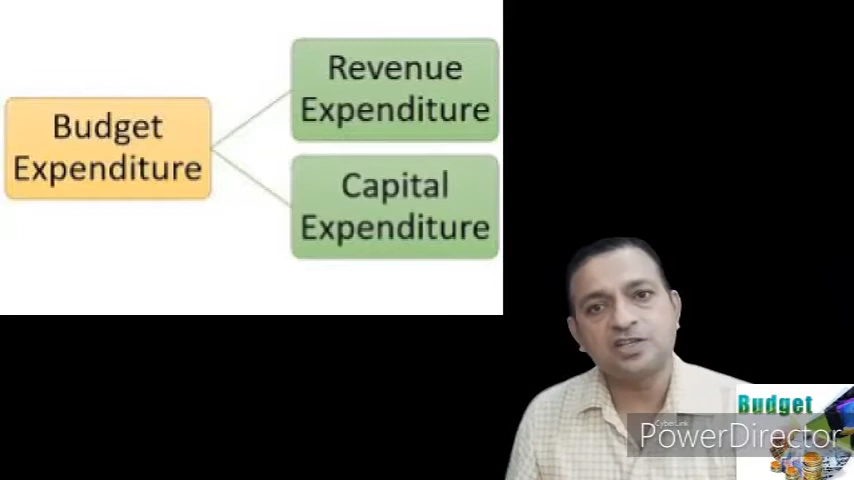 Budget
Expenditure
Revenue
Expenditure
Capital
Expenditure
Budget
CyberLink
PowerDirector